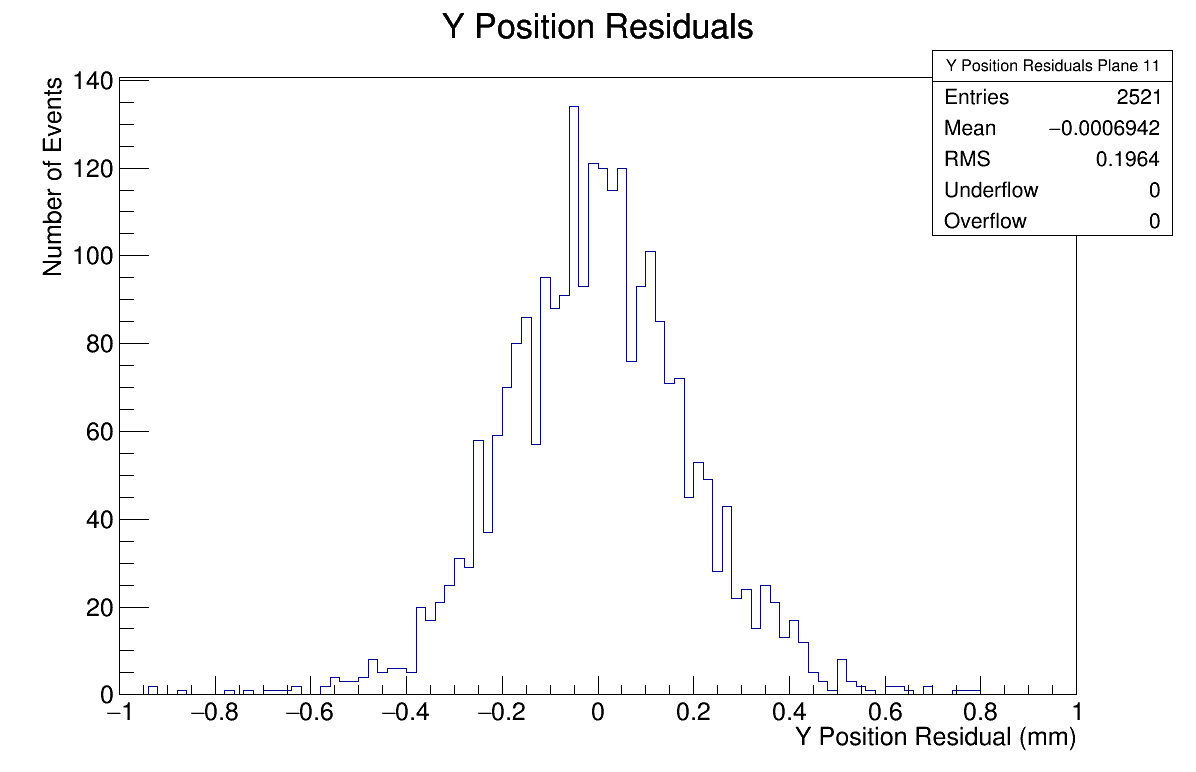 Y Position Residuals
Y Position Residuals Plane 11
Entries 2521
Mean −0.0006942
RMS 0.1964
Underflow 0
Overflow 0
Number of Events
140
120
100
80
60
40
20
0
−1 −0.8 −0.6 −0.4 −0.2 0 0.2 0.4 0.6 0.8 1
Y Position Residual (mm)